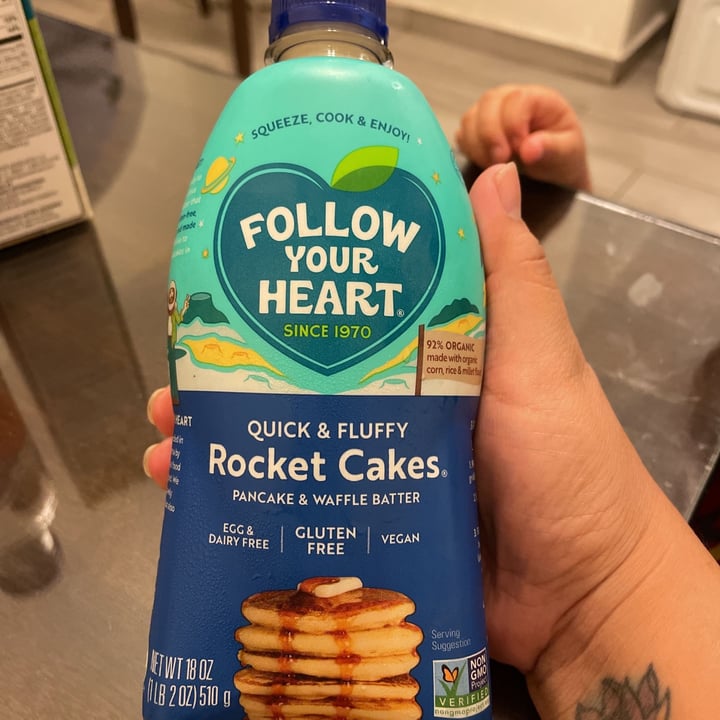 SQUEEZE, COOK & ENJOY!
FOLLOW
YOUR
HEART®
SINCE 1970
92% ORGANIC
made with organic
corn, rice & millet
QUICK & FLUFFY
Rocket Cakes®
PANCAKE & WAFFLE BATTER
EGG &
DAIRY FREE
GLUTEN
FREE
VEGAN
Serving
Suggestion
NET WT 18 OZ
(1 LB 2 OZ) 510 g
NON
GMO
Project
VERIFIED
HEART